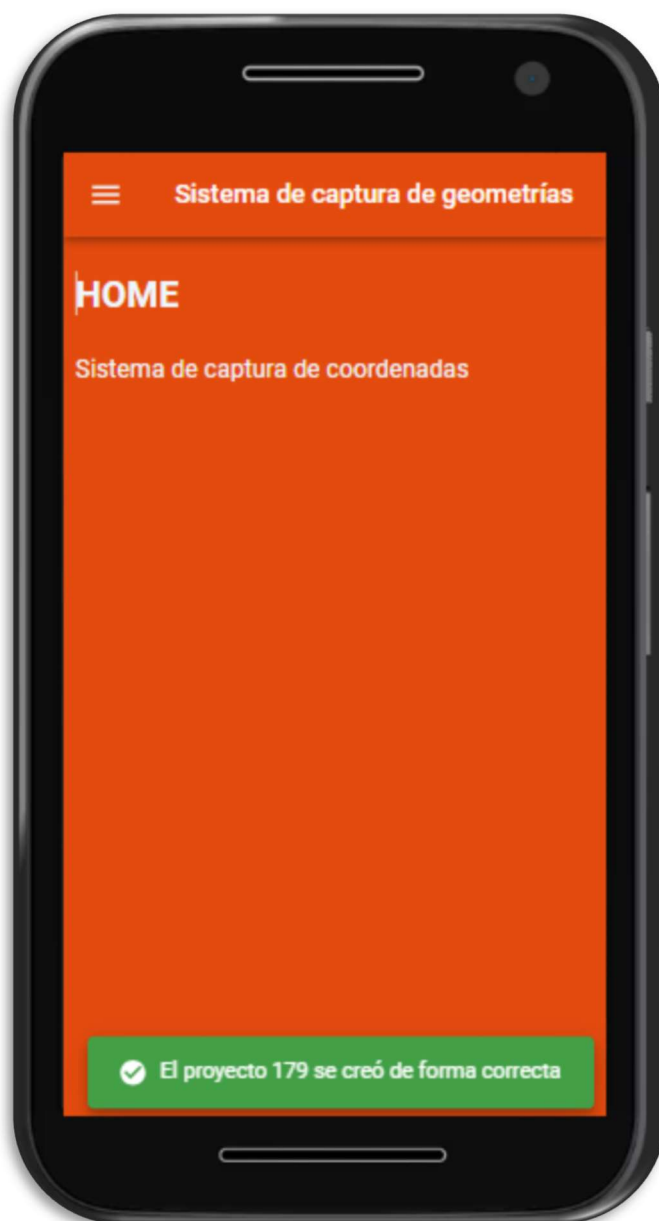 Sistema de captura de geometrías
HOME
Sistema de captura de coordenadas
El proyecto 179 se creó de forma correcta